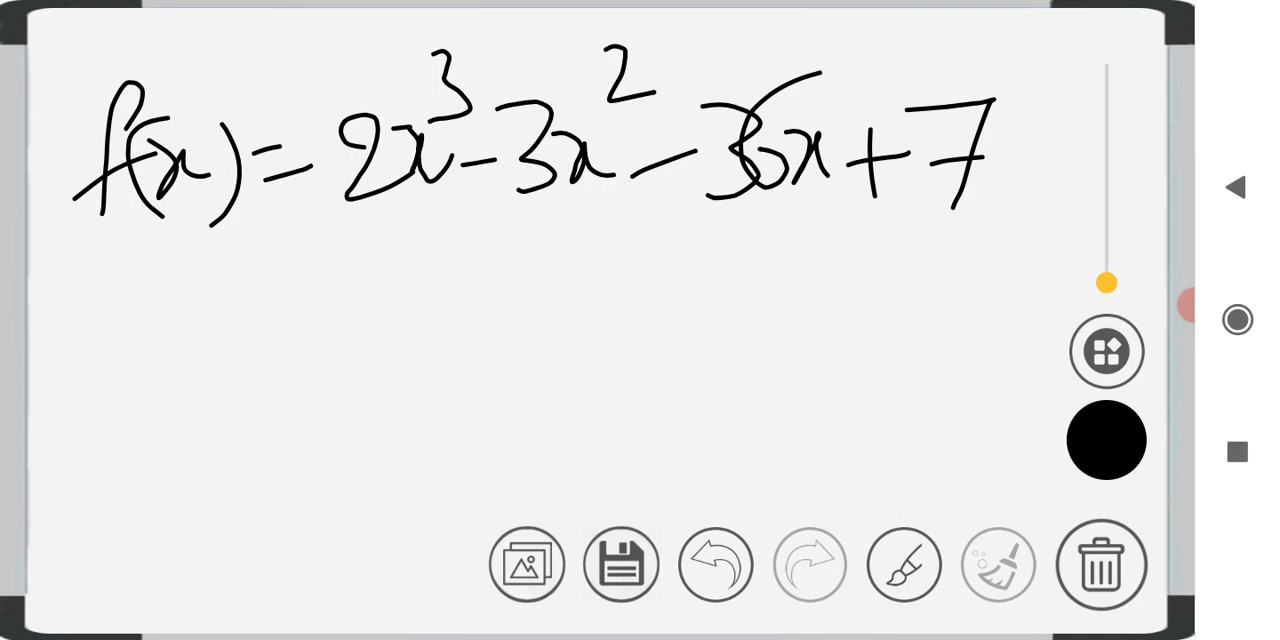 f(x) = 2x³ - 3x² - 36x + 7